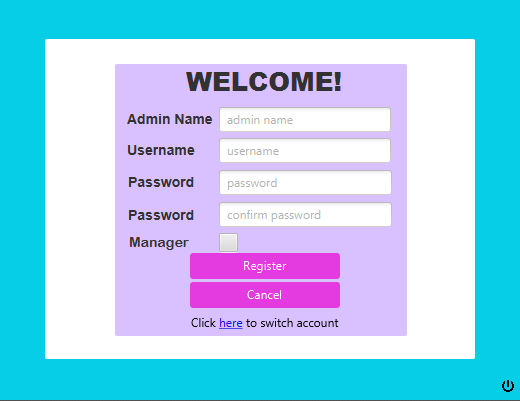 WELCOME!
Admin Name admin name
Username username
Password password
Password confirm password
Manager
Register
Cancel
Click here to switch account